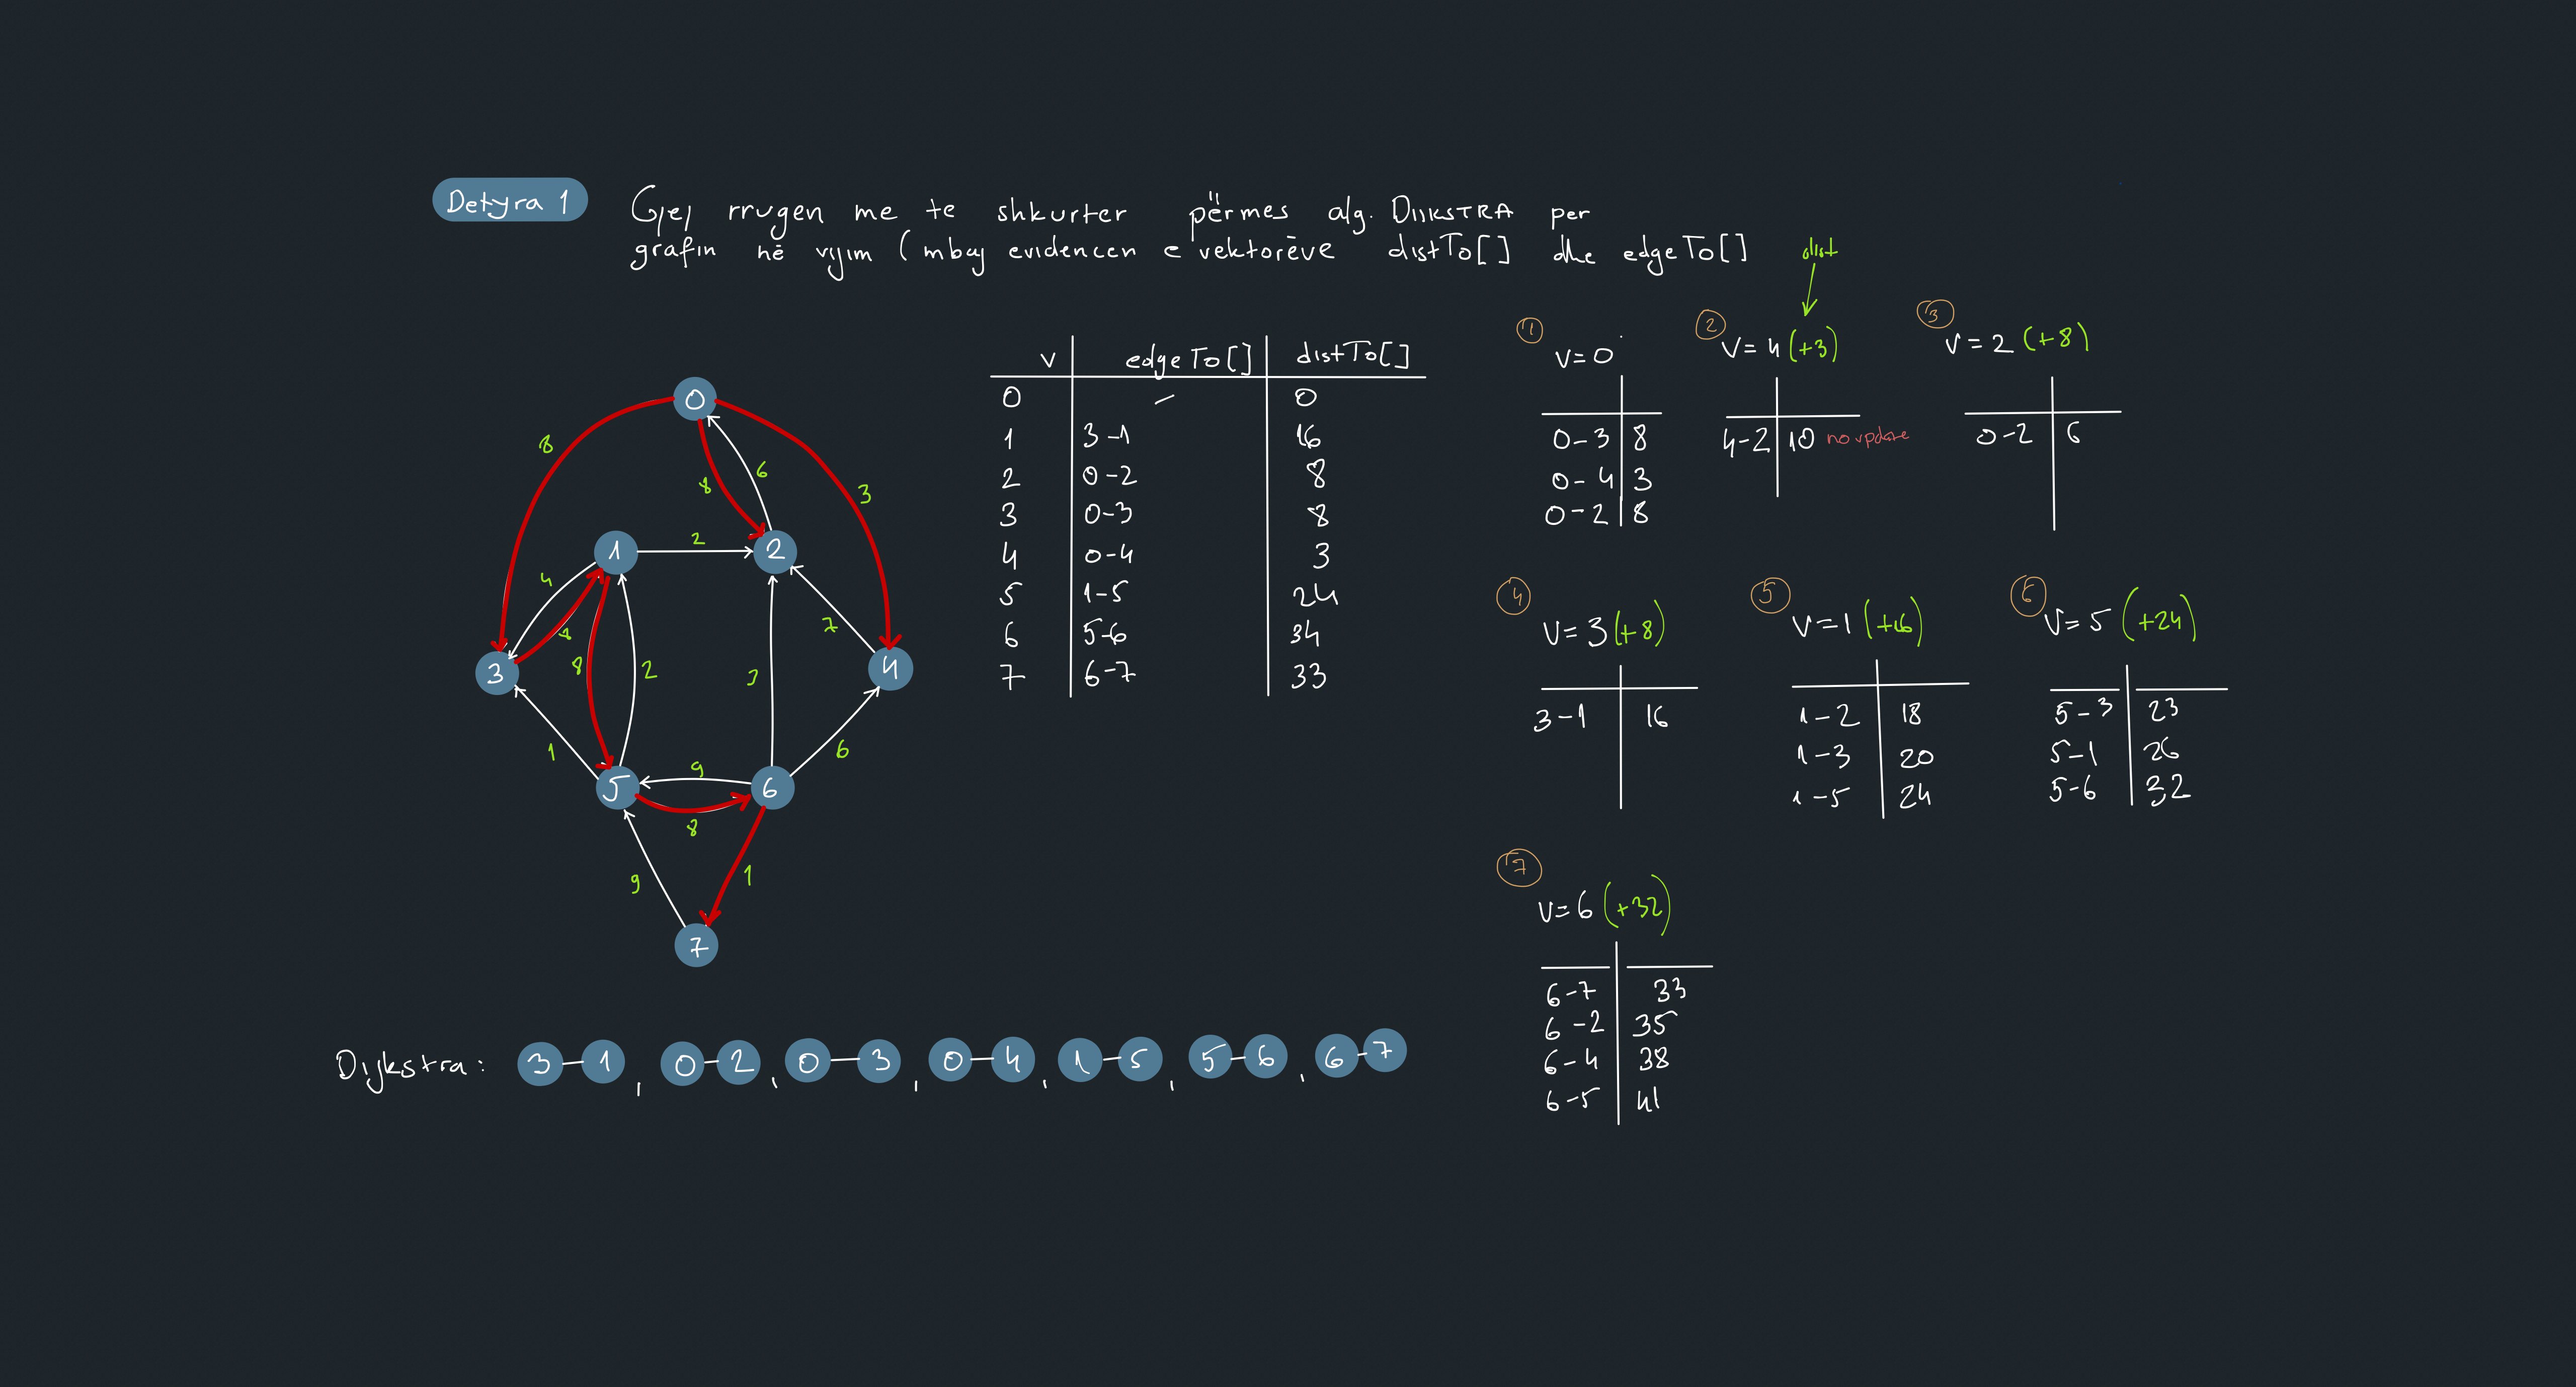 Detyra 1
Gjej rrugen me te shkurter përmes alg. DIJKSTRA per
grafin në vijim (mbaj evidencen e vektorëve distTo[] dhe edgeTo[]
dist
v edgeTo[] distTo[]
0 – 0
1 3-1 16
2 0-2 8
3 0-3 8
4 0-4 3
5 1-5 24
6 5-6 34
7 6-7 33
0
8
6
8
3
1
2
2
4
8
8
2
3
7
3
4
1
9
6
5
6
8
9
1
7
1
v=0
0-3 8
0-4 3
0-2 8
2
v=4 (+3)
4-2 10 no update
3
v=2 (+8)
0-2 6
4
v=3 (+8)
3-1 16
5
v=1 (+16)
1-2 18
1-3 20
1-5 24
6
v=5 (+24)
5-3 23
5-1 26
5-6 32
7
v=6 (+32)
6-7 33
6-2 35
6-4 38
6-5 41
Dijkstra: 3-1, 0-2, 0-3, 0-4, 1-5, 5-6, 6-7